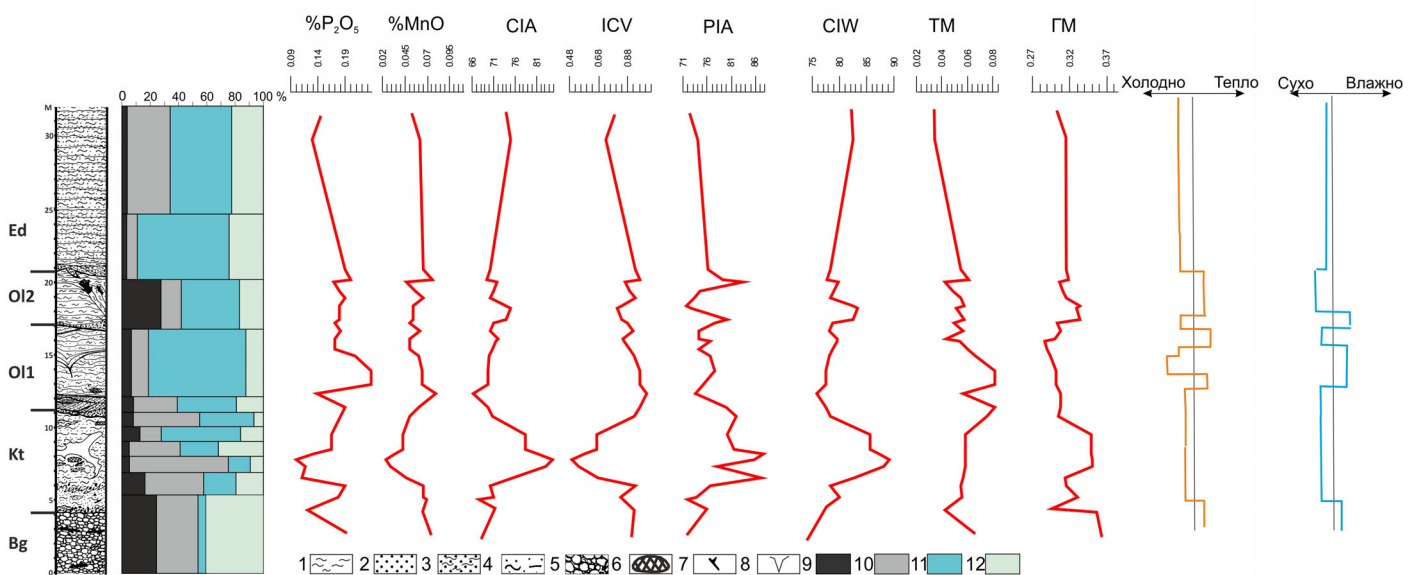 %P₂O₅ %MnO CIA ICV PIA CIW ТМ ГМ
0.09 0.14 0.19 0.02 0.045 0.07 0.095 66 71 76 81 0.48 0.68 0.88 71 76 81 86 75 80 85 90 0.02 0.04 0.06 0.08 0.27 0.32 0.37
Холодно Тепло Сухо Влажно
0 20 40 60 80 100 %
М
30
25
Ed
20
Ol2
15
Ol1
10
Kt
5
Bg
0
1 2 3 4 5 6 7 8 9 10 11 12